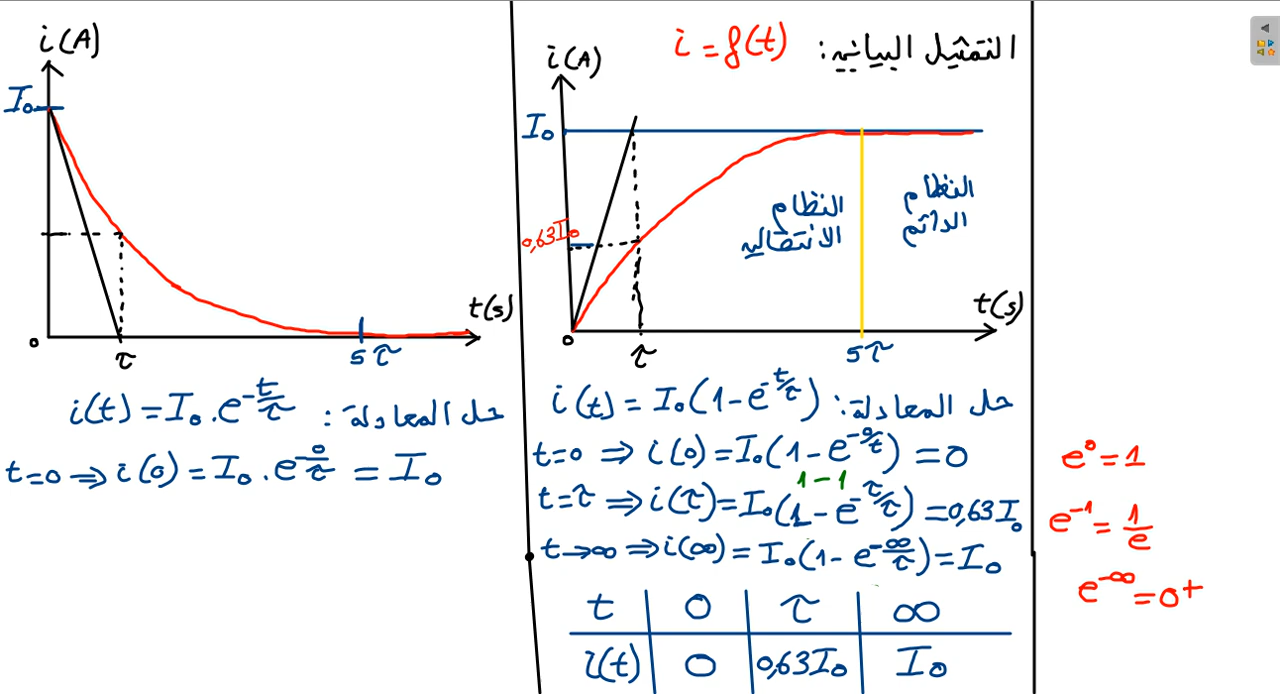 التمثيل البياني: i = f(t)
i(A)
I₀
0,63I₀
النظام
الانتقالي
النظام
الدائم
t(s)
0
τ
5τ
حل المعادلة: i(t) = I₀(1 - e^-t/τ)
t=0 ⇒ i(0) = I₀(1 - e^-0/τ) = 0
1 - 1
t=τ ⇒ i(τ) = I₀(1 - e^-τ/τ) = 0,63I₀
t→∞ ⇒ i(∞) = I₀(1 - e^-∞/τ) = I₀
t | 0 | τ | ∞
i(t) | 0 | 0,63I₀ | I₀
i(A)
I₀
t(s)
0
τ
5τ
حل المعادلة: i(t) = I₀.e^-t/τ
t=0 ⇒ i(0) = I₀.e^-0/τ = I₀
e⁰ = 1
e⁻¹ = 1/e
e^-∞ = 0⁺